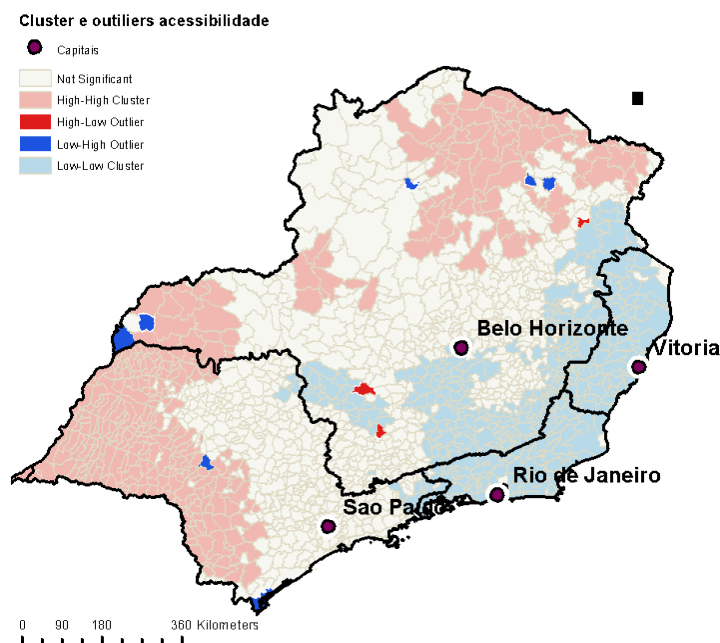 Cluster e outiliers acessibilidade
Capitais
Not Significant
High-High Cluster
High-Low Outlier
Low-High Outlier
Low-Low Cluster
Belo Horizonte
Vitoria
Rio de Janeiro
Sao Paulo
0 90 180 360 Kilometers